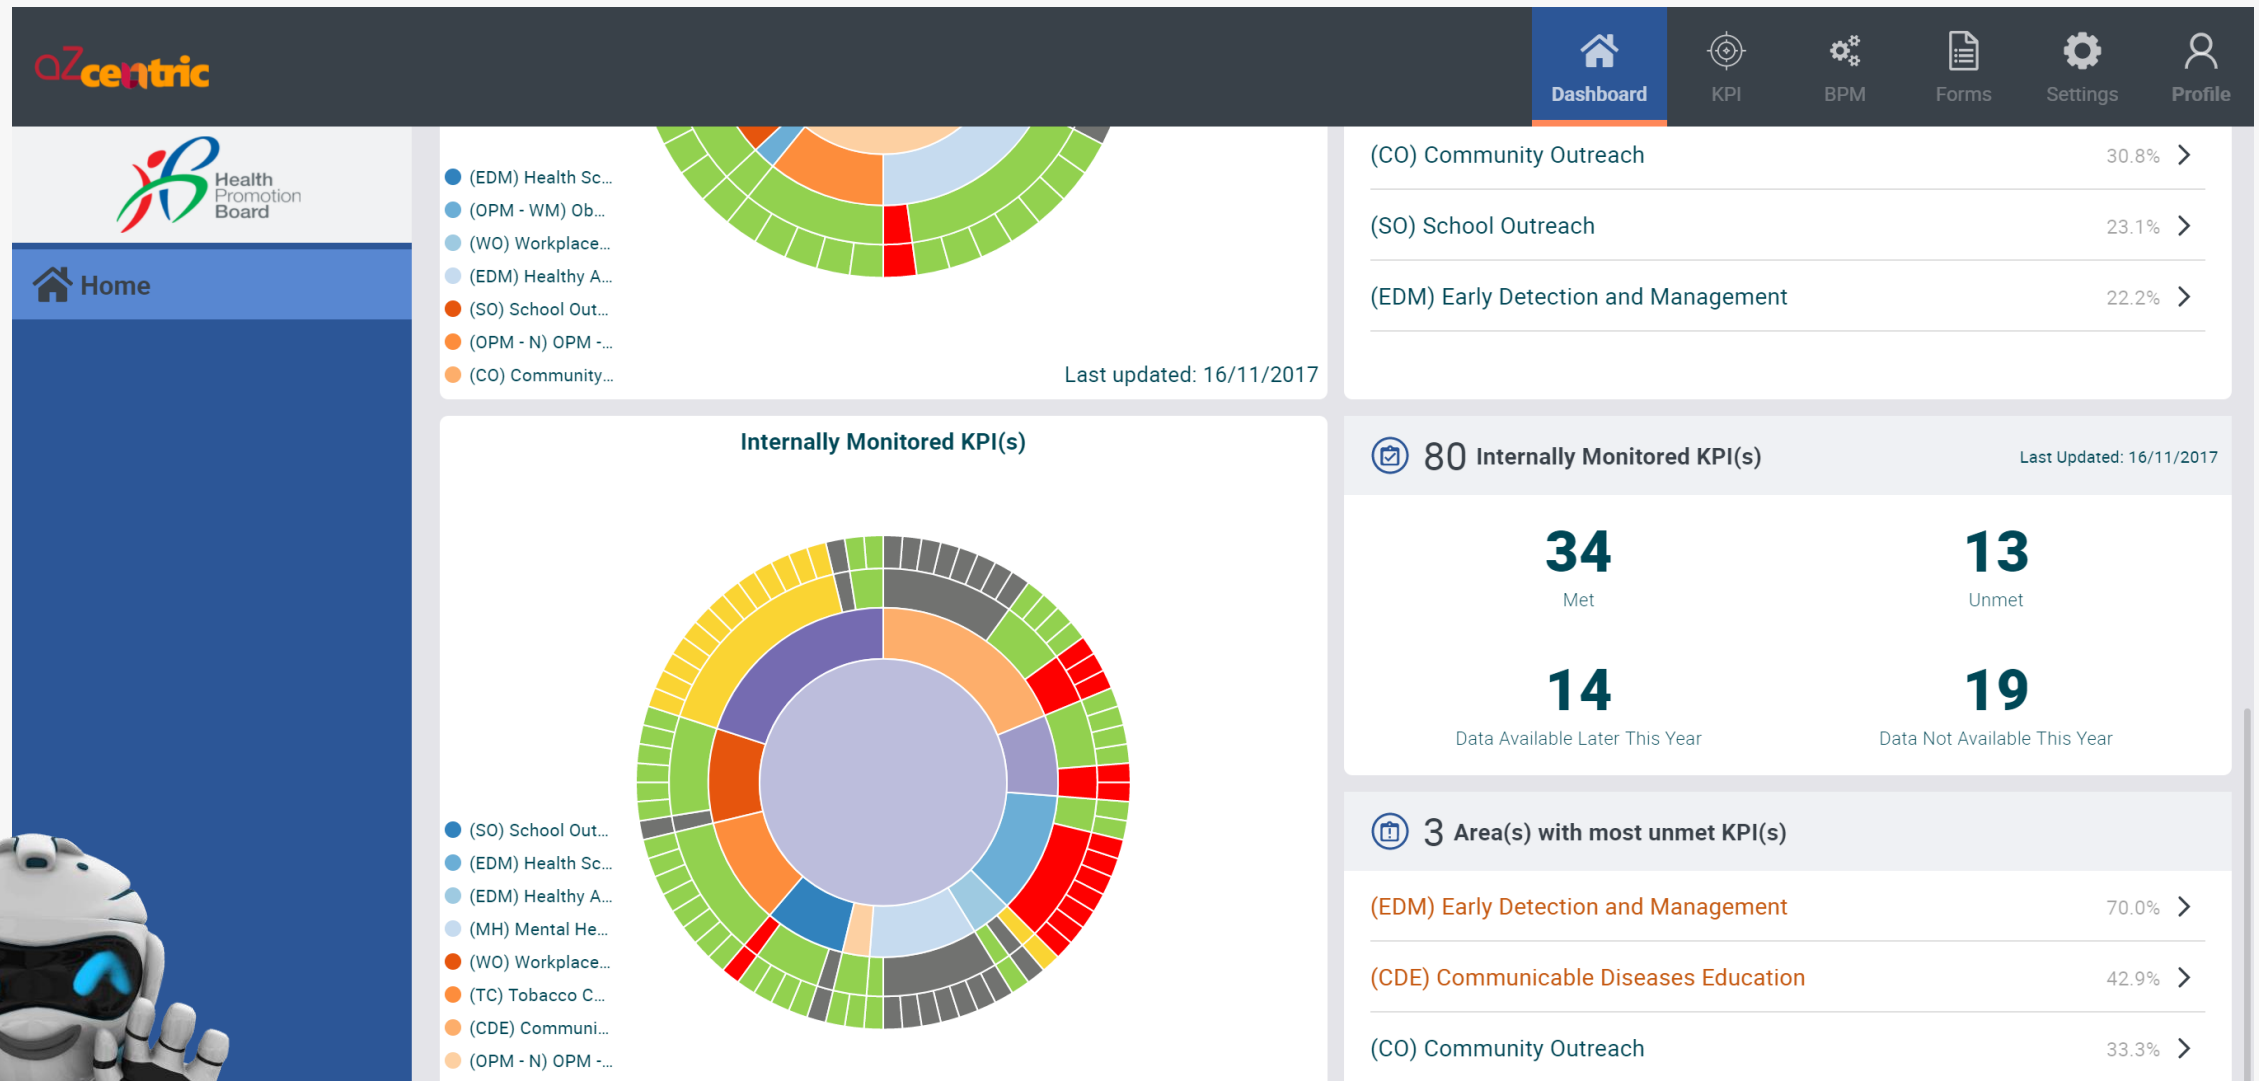 aZcentric
Dashboard
KPI
BPM
Forms
Settings
Profile
Health
Promotion
Board
Home
(EDM) Health Sc...
(OPM - WM) Ob...
(WO) Workplace...
(EDM) Healthy A...
(SO) School Out...
(OPM - N) OPM -...
(CO) Community...
Last updated: 16/11/2017
(CO) Community Outreach 30.8%
(SO) School Outreach 23.1%
(EDM) Early Detection and Management 22.2%
Internally Monitored KPI(s)
(SO) School Out...
(EDM) Health Sc...
(EDM) Healthy A...
(MH) Mental He...
(WO) Workplace...
(TC) Tobacco C...
(CDE) Communi...
(OPM - N) OPM -...
80 Internally Monitored KPI(s) Last Updated: 16/11/2017
34
Met
13
Unmet
14
Data Available Later This Year
19
Data Not Available This Year
3 Area(s) with most unmet KPI(s)
(EDM) Early Detection and Management 70.0%
(CDE) Communicable Diseases Education 42.9%
(CO) Community Outreach 33.3%